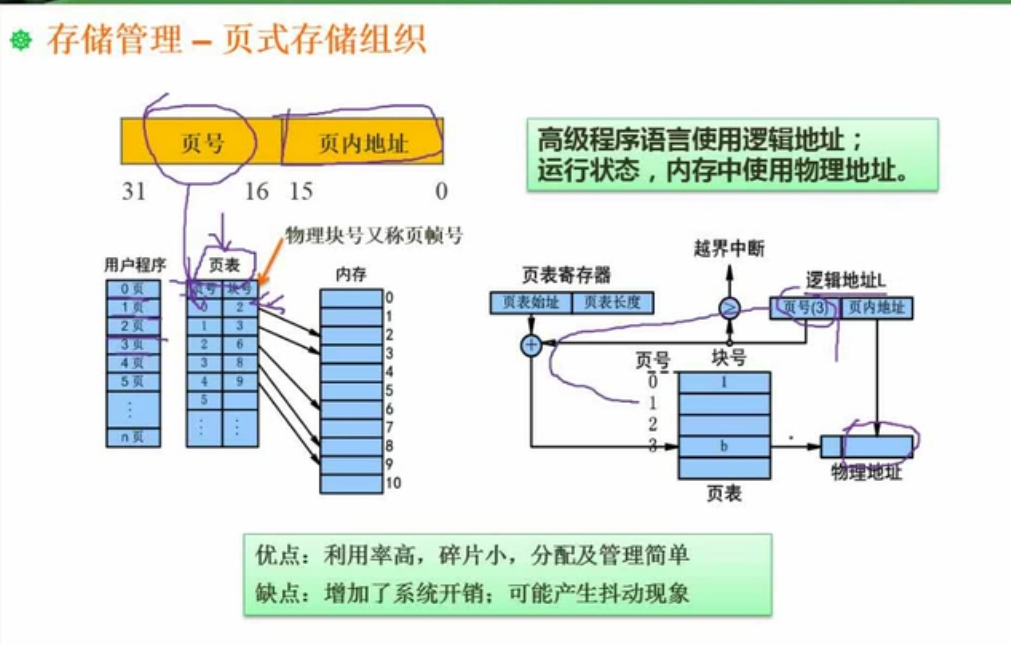 存储管理 – 页式存储组织
页号 页内地址
31 16 15 0
高级程序语言使用逻辑地址；
运行状态，内存中使用物理地址。
物理块号又称页帧号
用户程序
0页
1页
2页
3页
4页
5页
⋮
n页
页表
页号 块号
0 2
1 3
2 6
3 8
4 9
5
⋮ ⋮
内存
0
1
2
3
4
5
6
7
8
9
10
越界中断
页表寄存器
页表始址 页表长度
≥
逻辑地址L
页号(3) 页内地址
+
页号 块号
0 1
1
2
3 b
页表
物理地址
优点：利用率高，碎片小，分配及管理简单
缺点：增加了系统开销；可能产生抖动现象